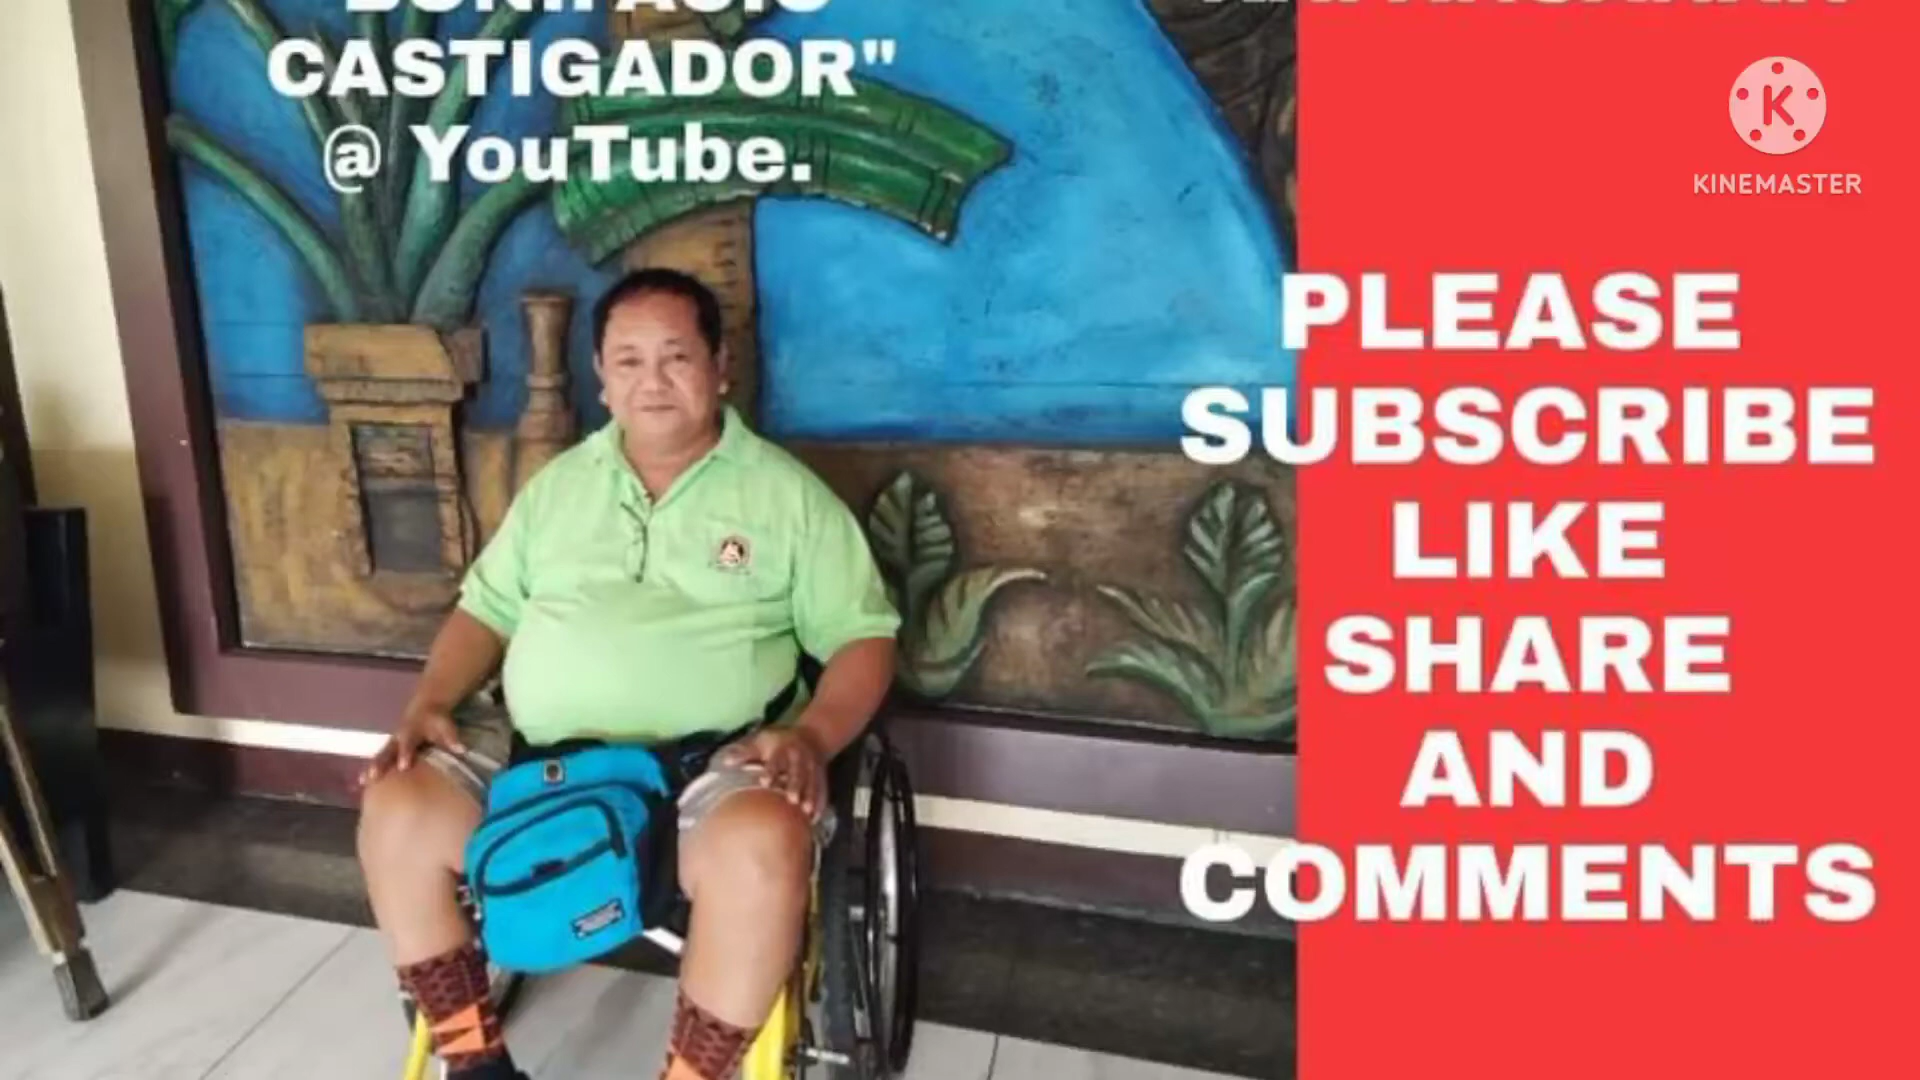 CASTIGADOR"
@ YouTube.
KINEMASTER
PLEASE
SUBSCRIBE
LIKE
SHARE
AND
COMMENTS